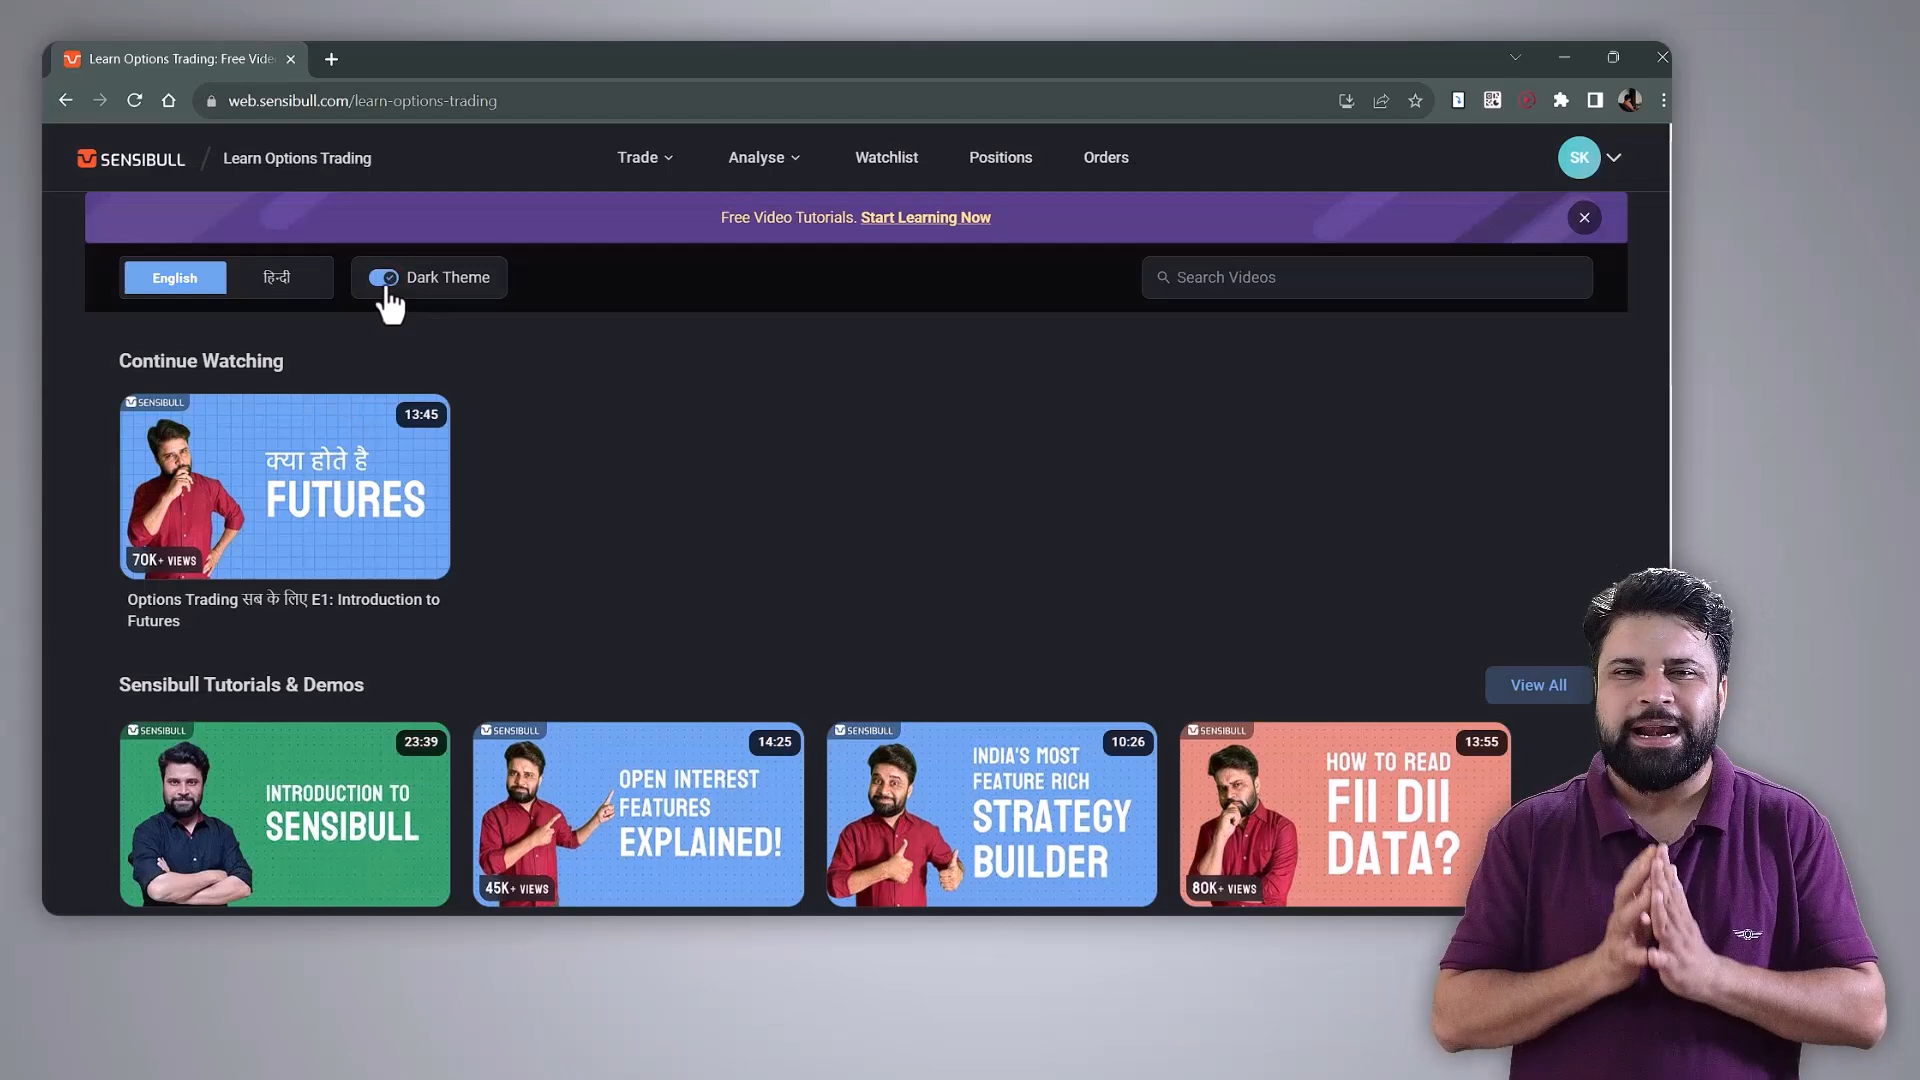 Learn Options Trading: Free Vide
web.sensibull.com/learn-options-trading
SENSIBULL / Learn Options Trading
Trade
Analyse
Watchlist
Positions
Orders
SK
Free Video Tutorials. Start Learning Now
English
हिन्दी
Dark Theme
Search Videos
Continue Watching
SENSIBULL
13:45
क्या होते है
FUTURES
70K+ VIEWS
Options Trading सब के लिए E1: Introduction to
Futures
Sensibull Tutorials & Demos
View All
SENSIBULL
23:39
INTRODUCTION TO
SENSIBULL
SENSIBULL
14:25
OPEN INTEREST
FEATURES
EXPLAINED!
45K+ VIEWS
SENSIBULL
10:26
INDIA'S MOST
FEATURE RICH
STRATEGY
BUILDER
SENSIBULL
13:55
HOW TO READ
FII DII
DATA?
80K+ VIEWS